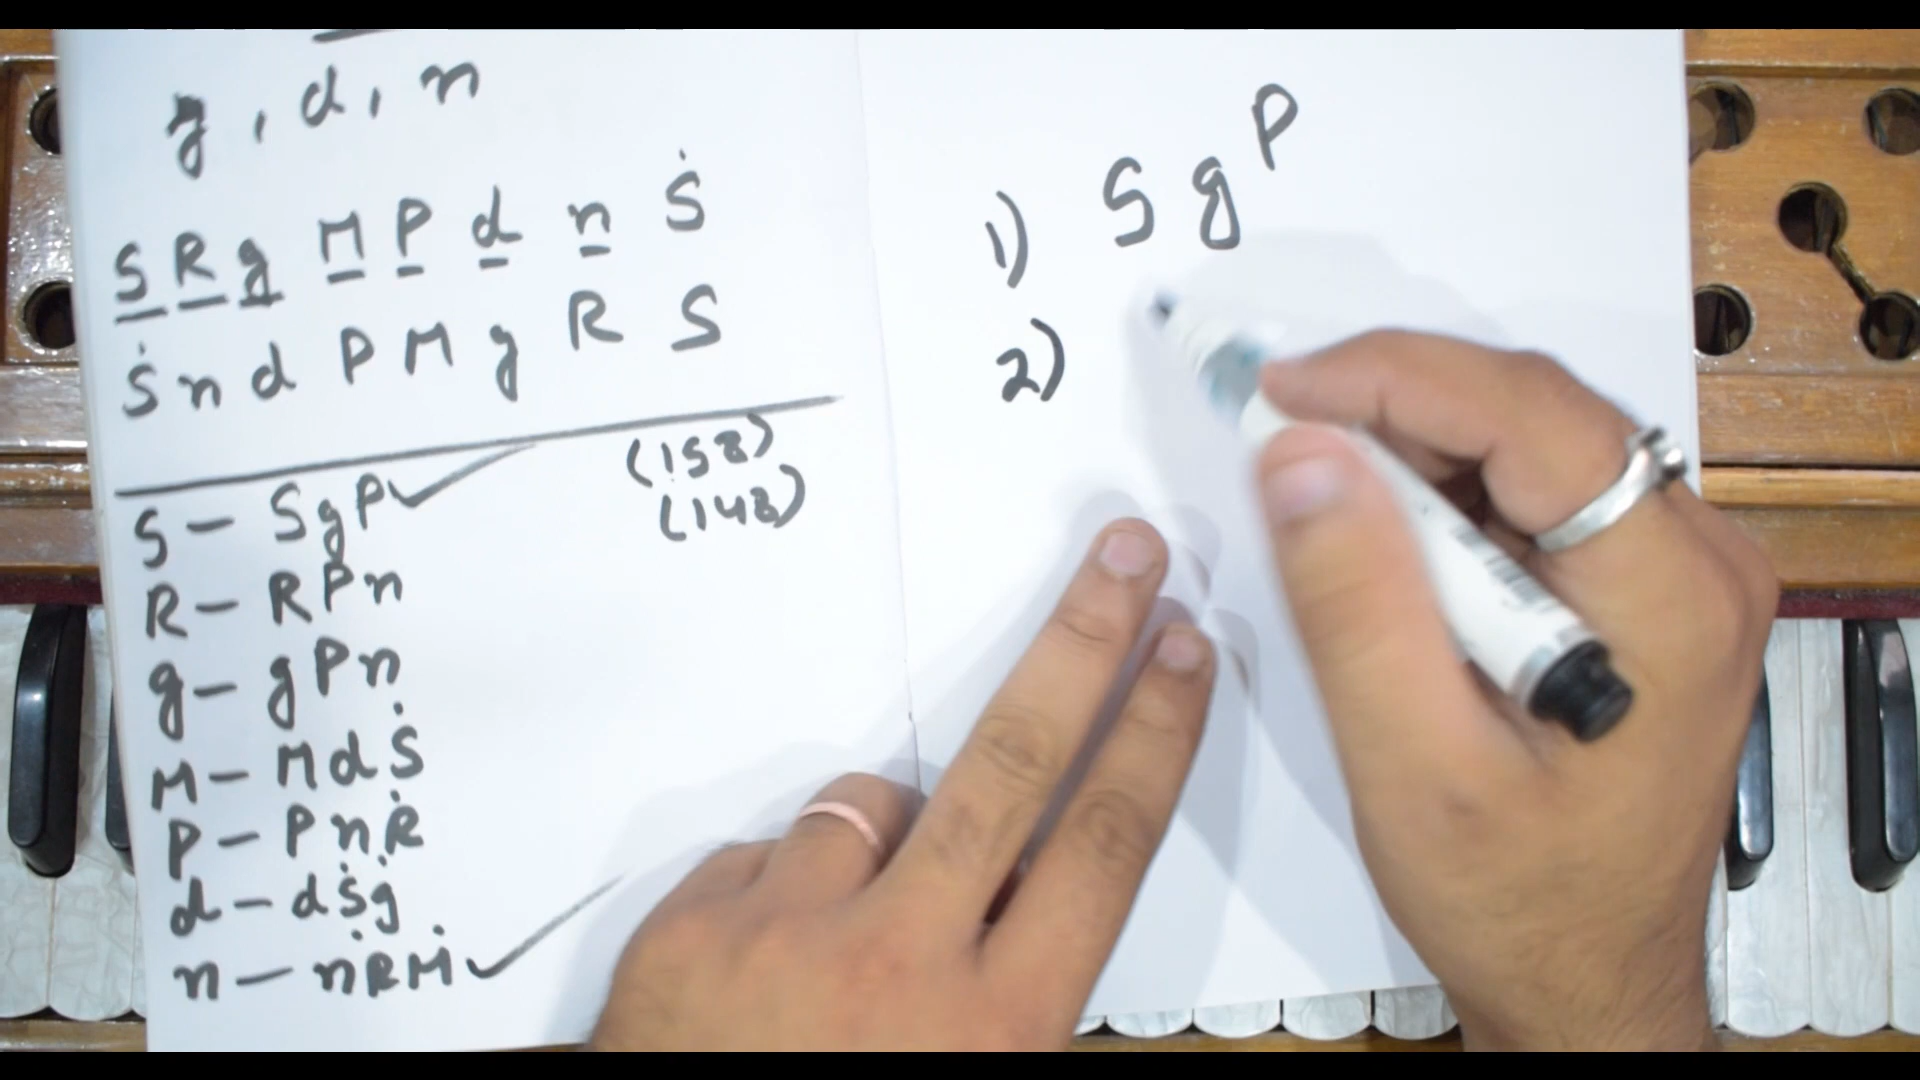 g, d, n
S R g M P d n Ṡ
Ṡ n d P M g R S
(158)
(148)
S – S g P ✓
R – R P n
g – g P n
M – M d Ṡ
P – P n Ṙ
d – d Ṡ ġ
n – n Ṙ Ṁ ✓
1) S g P
2)